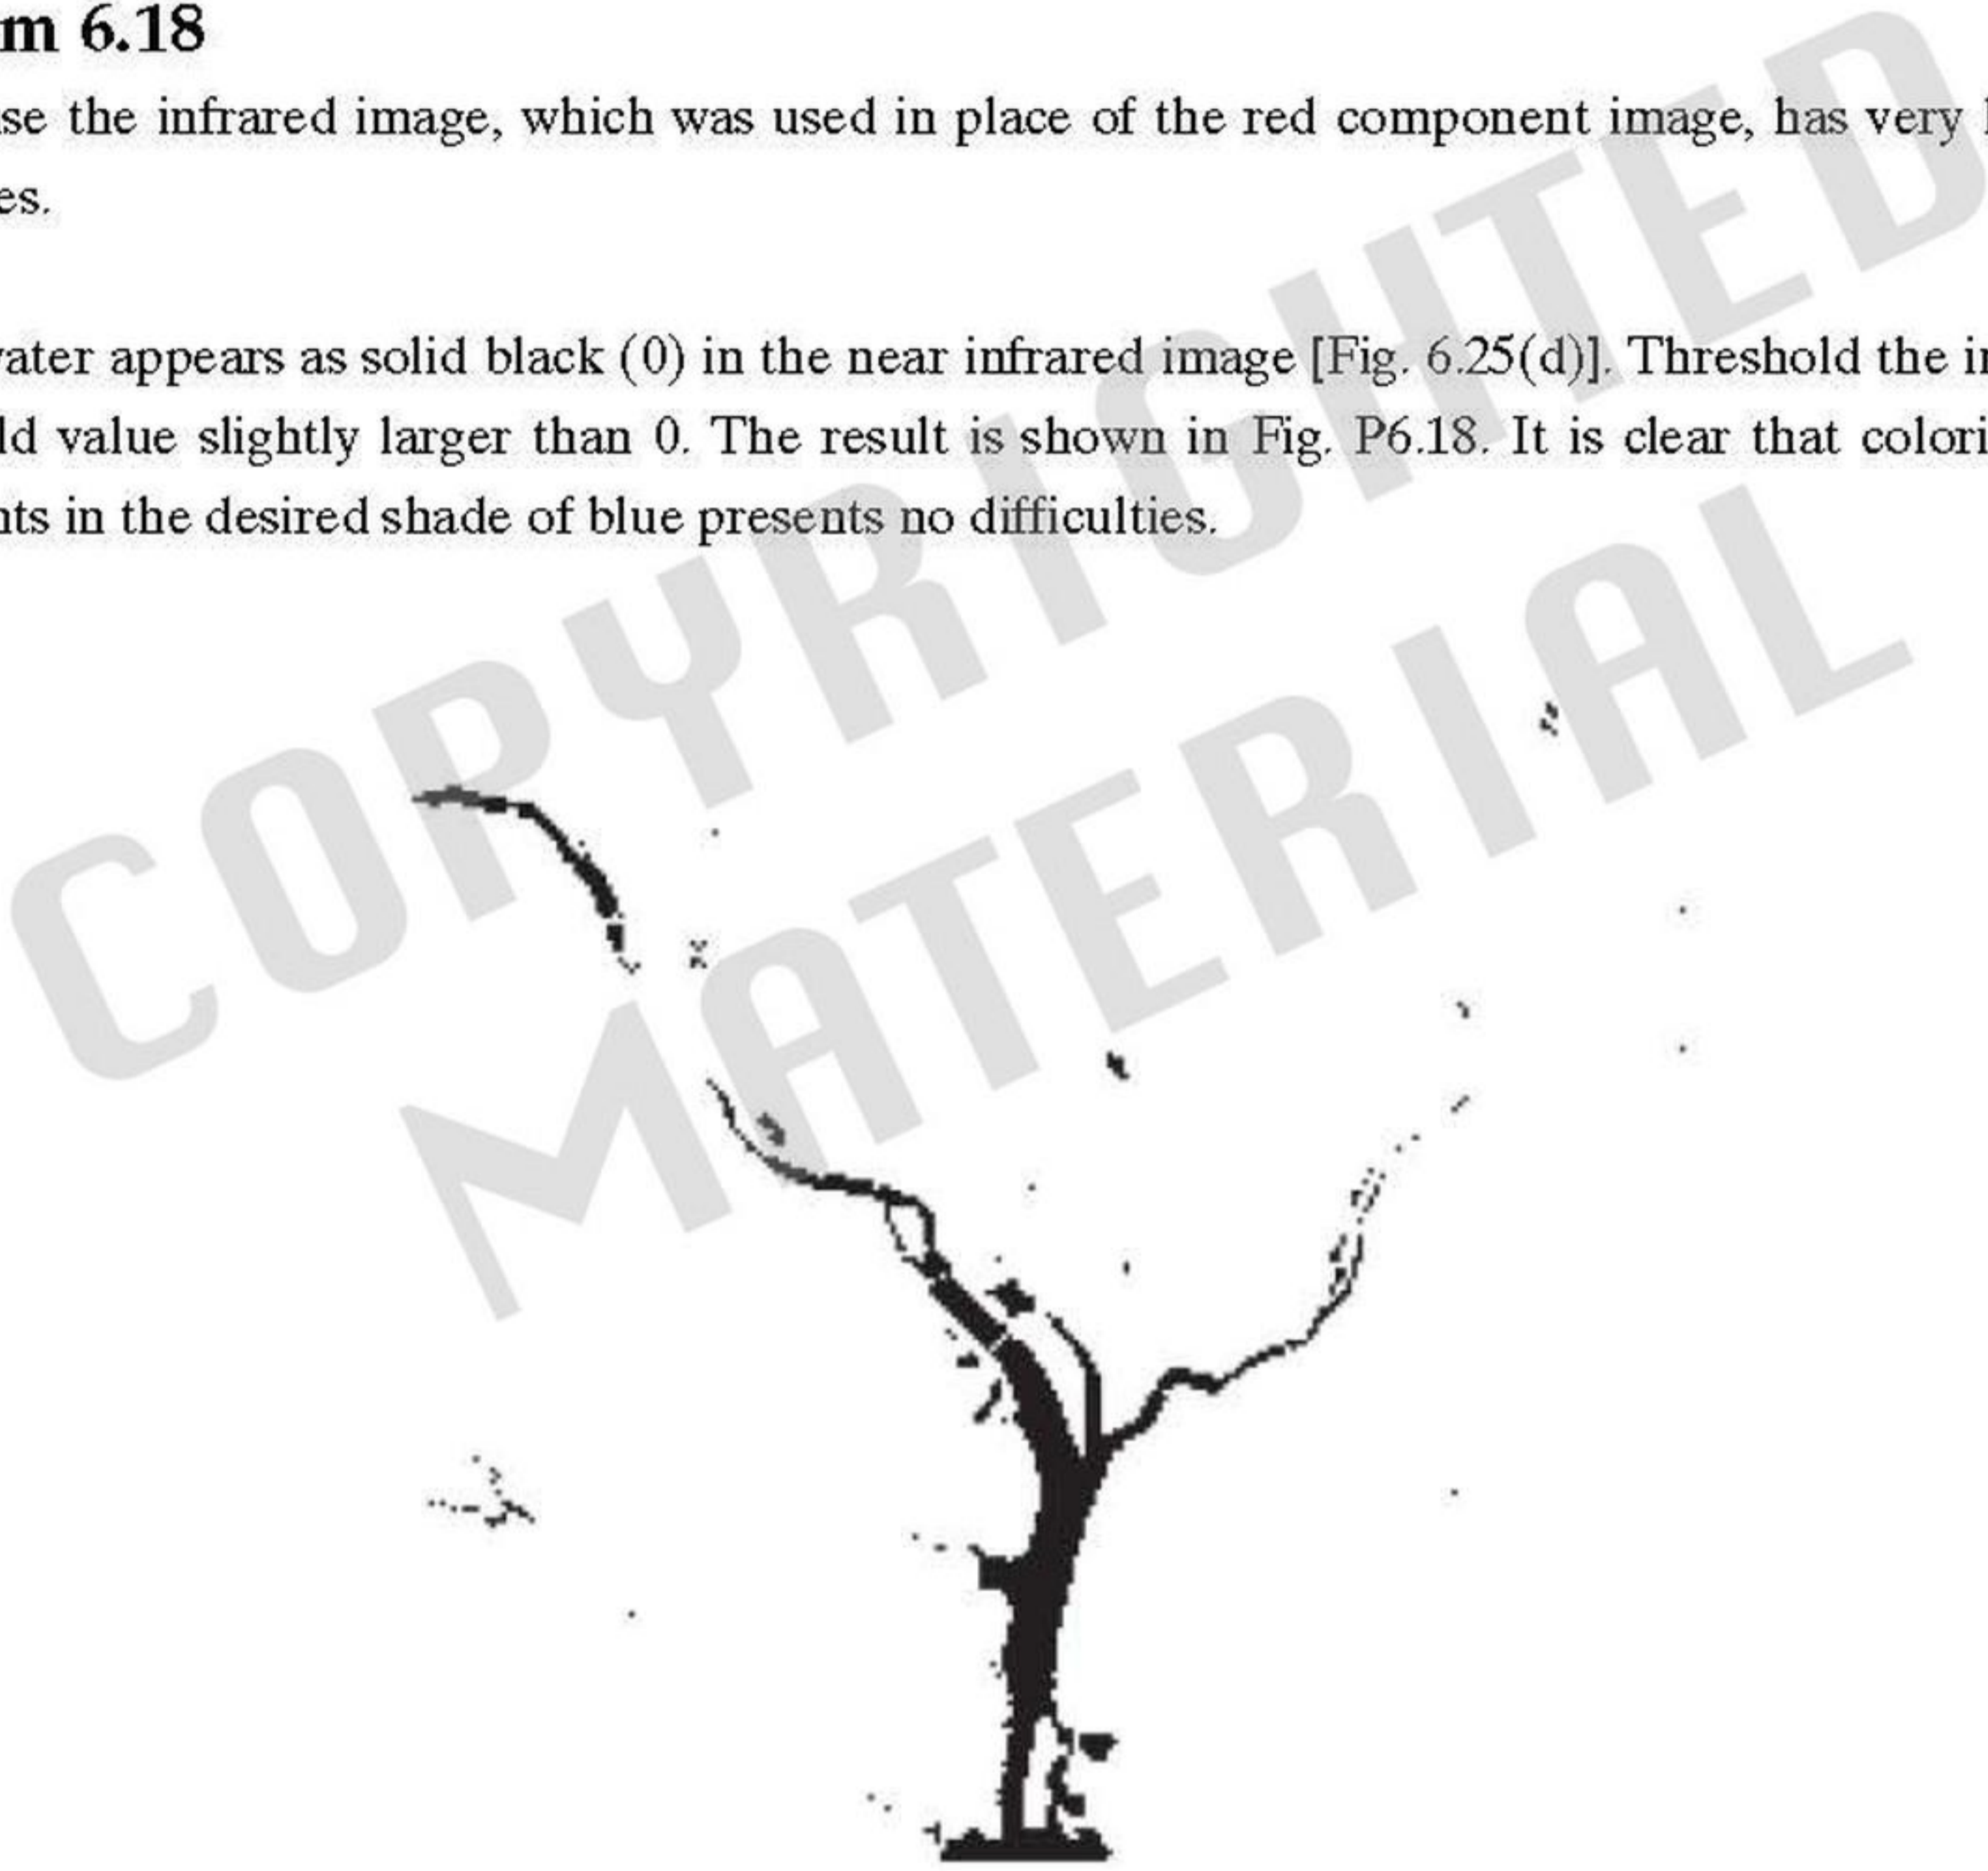 m 6.18
se the infrared image, which was used in place of the red component image, has very
es.
ater appears as solid black (0) in the near infrared image [Fig. 6.25(d)]. Threshold the
ld value slightly larger than 0. The result is shown in Fig. P6.18. It is clear that colori
nts in the desired shade of blue presents no difficulties.
COPYRIGHTED
MATERIAL